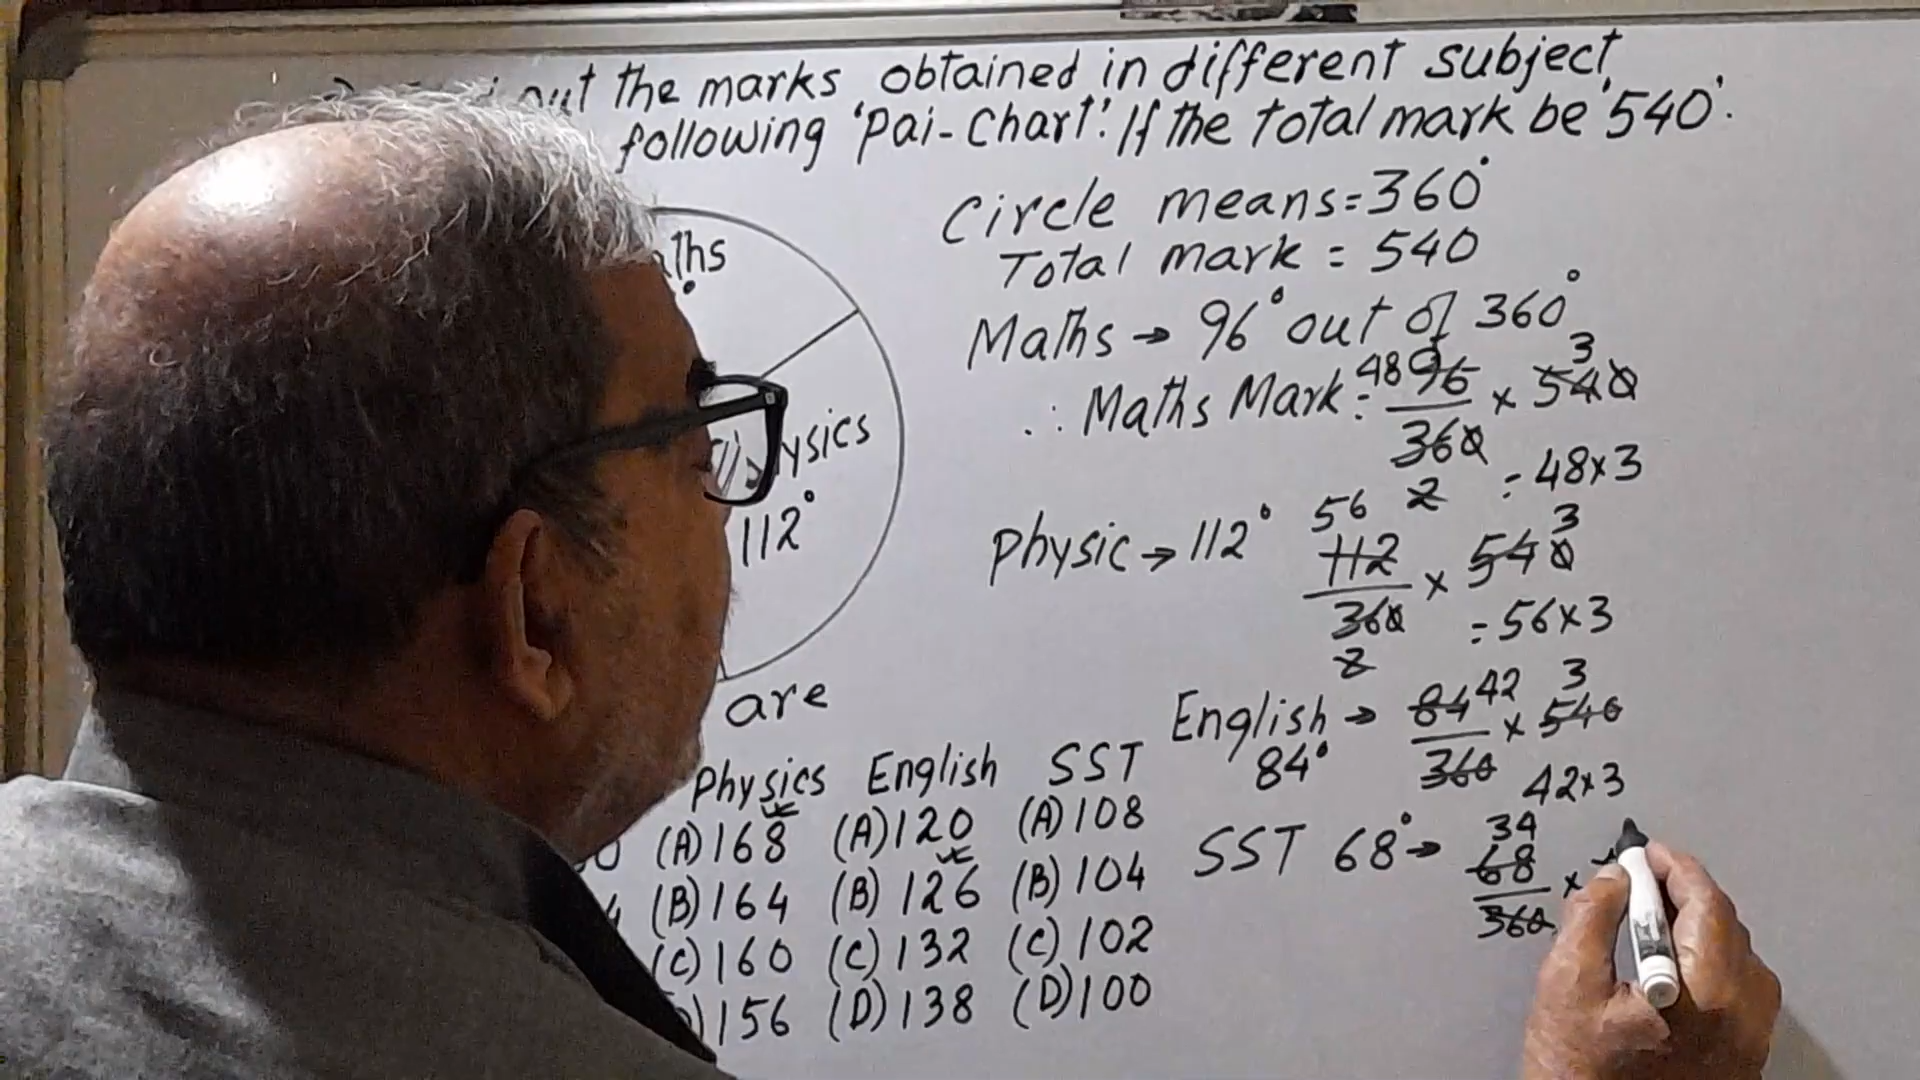 out the marks obtained in different subject
following 'Pai-Chart'. If the total mark be '540'.
Circle means=360°
Total mark = 540
Maths → 96° out of 360°
∴ Maths Mark = 96/360 × 540
48
3
2
= 48×3
Physic → 112° 112/360 × 540
56
3
2
= 56×3
English → 84/360 × 540
84°
42
3
42×3
SST 68° → 68/360 ×
34
ysics
112°
are
Physics English SST
(A) 168 (A) 120 (A) 108
(B) 164 (B) 126 (B) 104
(C) 160 (C) 132 (C) 102
156 (D) 138 (D) 100